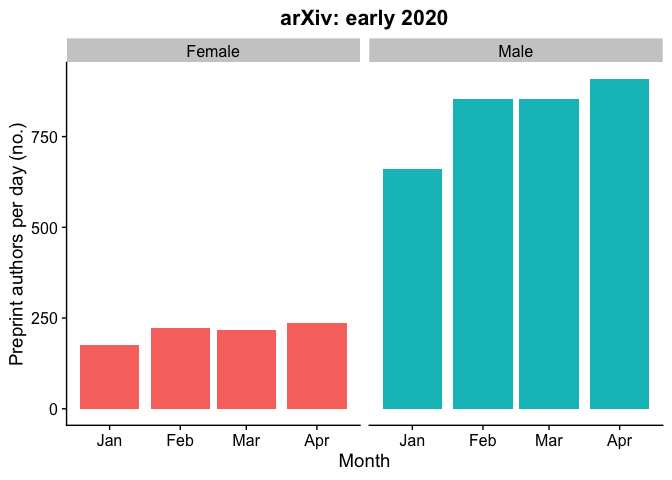 arXiv: early 2020
Female Male
Preprint authors per day (no.)
750
500
250
0
Jan Feb Mar Apr Jan Feb Mar Apr
Month